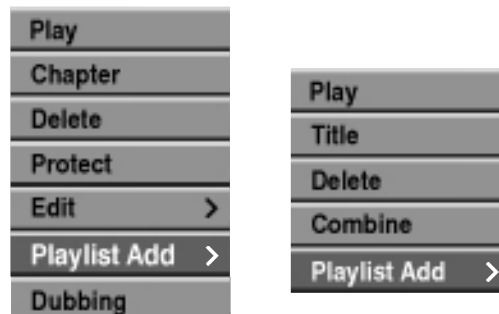 Play
Chapter
Delete
Protect
Edit >
Playlist Add >
Dubbing
Play
Title
Delete
Combine
Playlist Add >